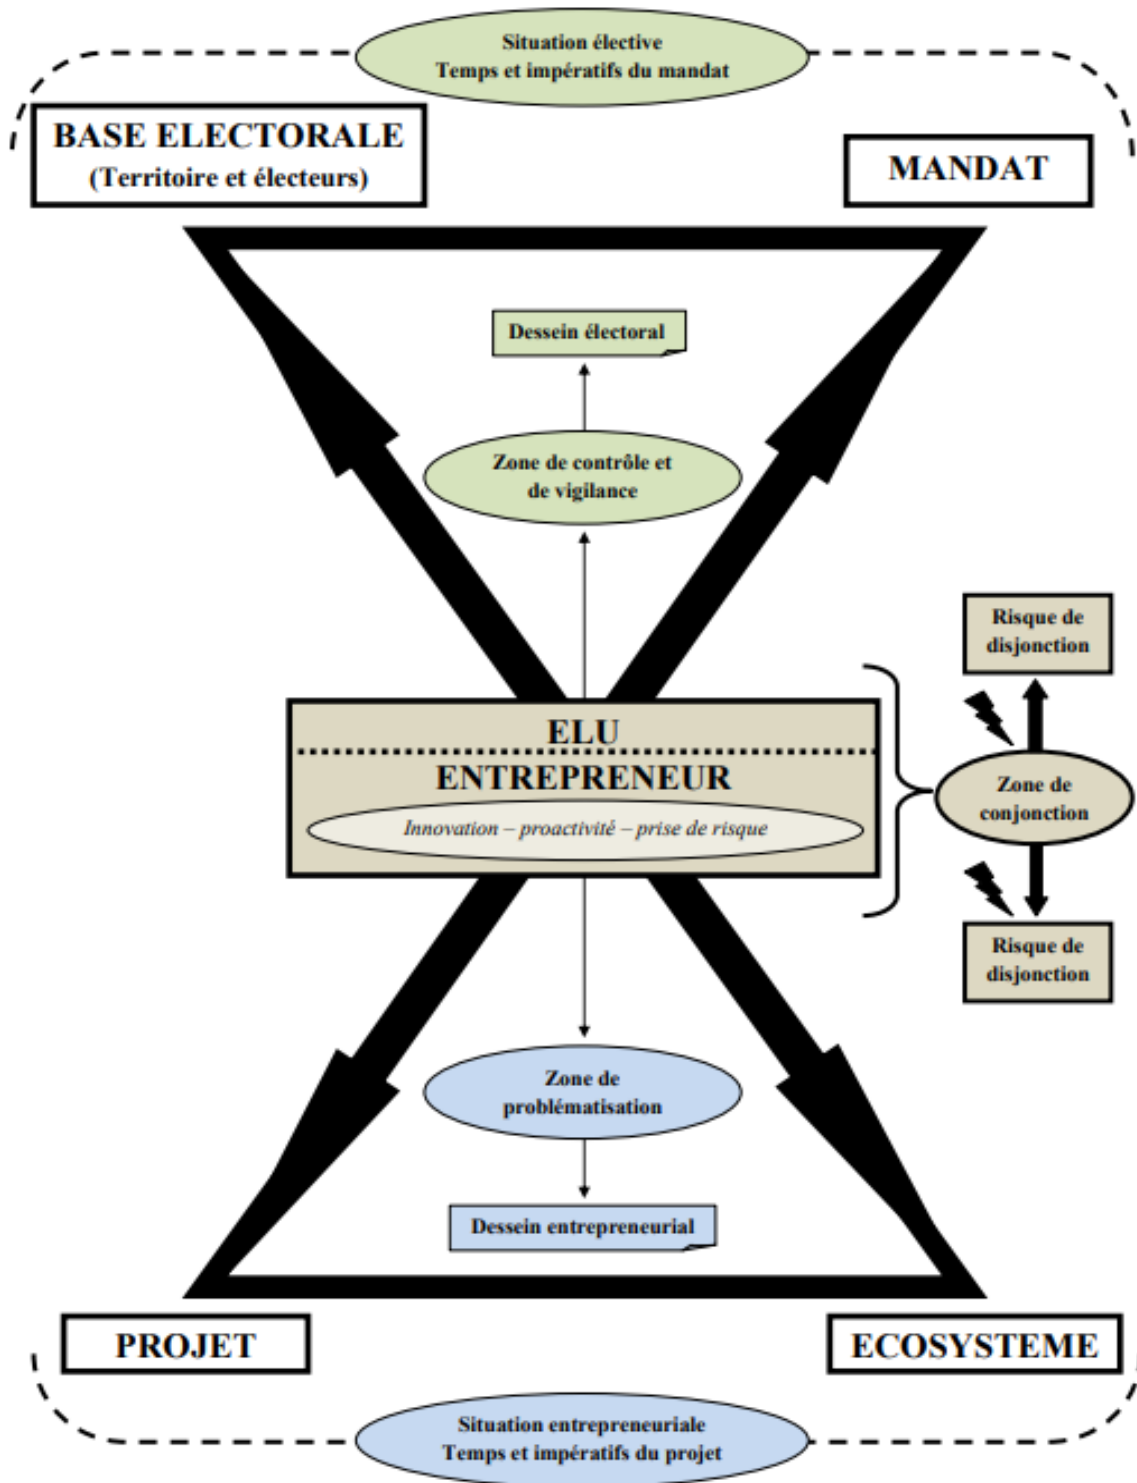 Situation élective
Temps et impératifs du mandat
BASE ELECTORALE
(Territoire et électeurs)
MANDAT
Dessein électoral
Zone de contrôle et
de vigilance
Risque de
disjonction
ELU
ENTREPRENEUR
Innovation – proactivité – prise de risque
Zone de
conjonction
Risque de
disjonction
Zone de
problématisation
Dessein entrepreneurial
PROJET
ECOSYSTEME
Situation entrepreneuriale
Temps et impératifs du projet